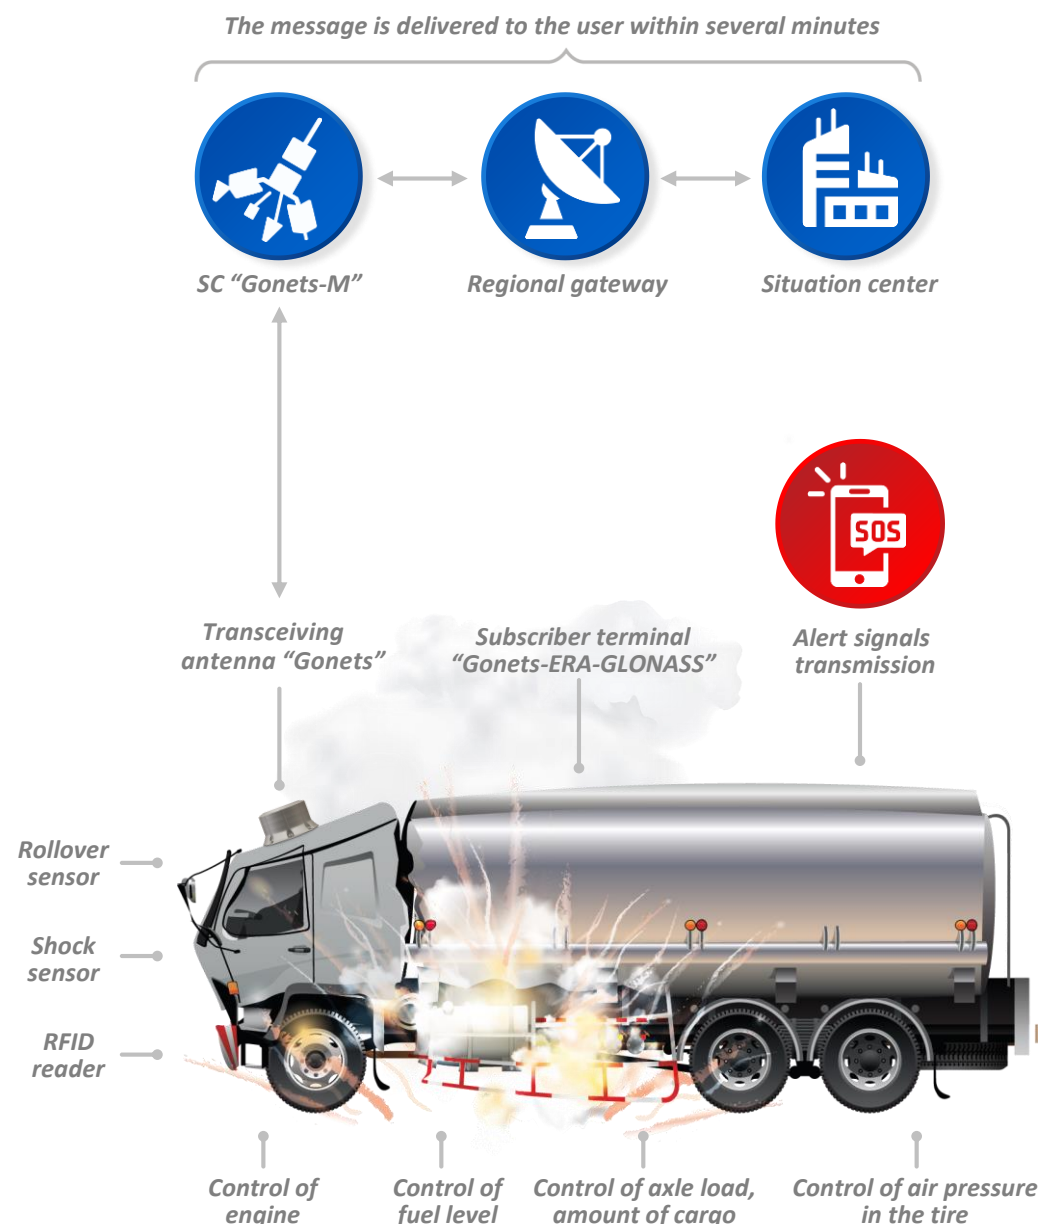 The message is delivered to the user within several minutes
SC “Gonets-M”
Regional gateway
Situation center
SOS
Transceiving
antenna “Gonets”
Subscriber terminal
“Gonets-ERA-GLONASS”
Alert signals
transmission
Rollover
sensor
Shock
sensor
RFID
reader
Control of
engine
Control of
fuel level
Control of axle load,
amount of cargo
Control of air pressure
in the tire